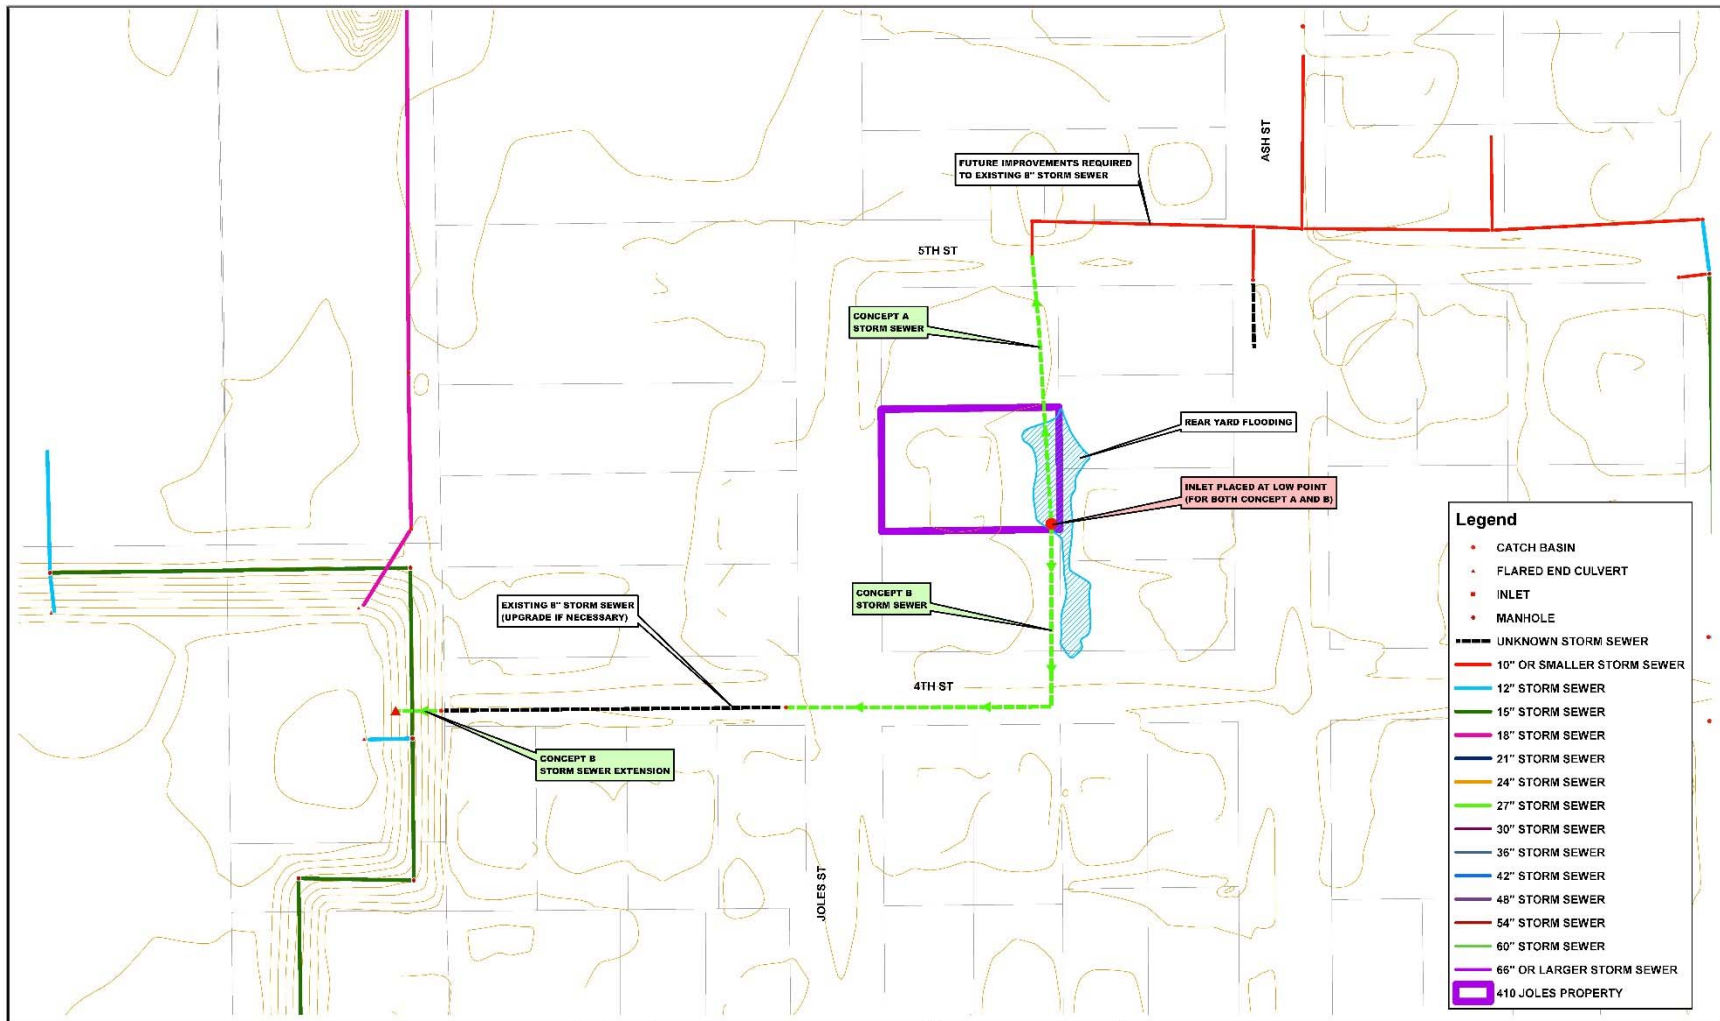 ASH ST
FUTURE IMPROVEMENTS REQUIRED
TO EXISTING 8" STORM SEWER
5TH ST
CONCEPT A
STORM SEWER
REAR YARD FLOODING
INLET PLACED AT LOW POINT
(FOR BOTH CONCEPT A AND B)
CONCEPT B
STORM SEWER
EXISTING 8" STORM SEWER
(UPGRADE IF NECESSARY)
4TH ST
CONCEPT B
STORM SEWER EXTENSION
JOLES ST
Legend
CATCH BASIN
FLARED END CULVERT
INLET
MANHOLE
UNKNOWN STORM SEWER
10" OR SMALLER STORM SEWER
12" STORM SEWER
15" STORM SEWER
18" STORM SEWER
21" STORM SEWER
24" STORM SEWER
27" STORM SEWER
30" STORM SEWER
36" STORM SEWER
42" STORM SEWER
48" STORM SEWER
54" STORM SEWER
60" STORM SEWER
66" OR LARGER STORM SEWER
410 JOLES PROPERTY